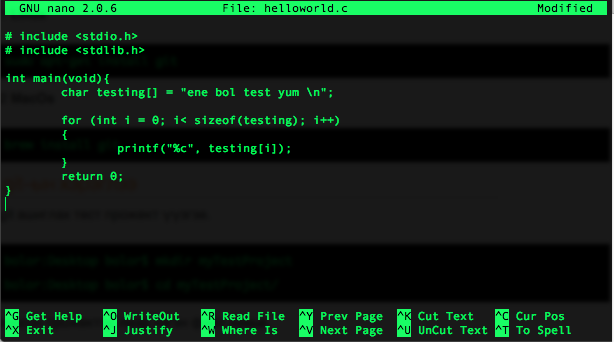 GNU nano 2.0.6 File: helloworld.c Modified
# include <stdio.h>
# include <stdlib.h>
int main(void){
char testing[] = "ene bol test yum \n";
for (int i = 0; i< sizeof(testing); i++)
{
printf("%c", testing[i]);
}
return 0;
}
^G Get Help ^O WriteOut ^R Read File ^Y Prev Page ^K Cut Text ^C Cur Pos
^X Exit ^J Justify ^W Where Is ^V Next Page ^U UnCut Text ^T To Spell